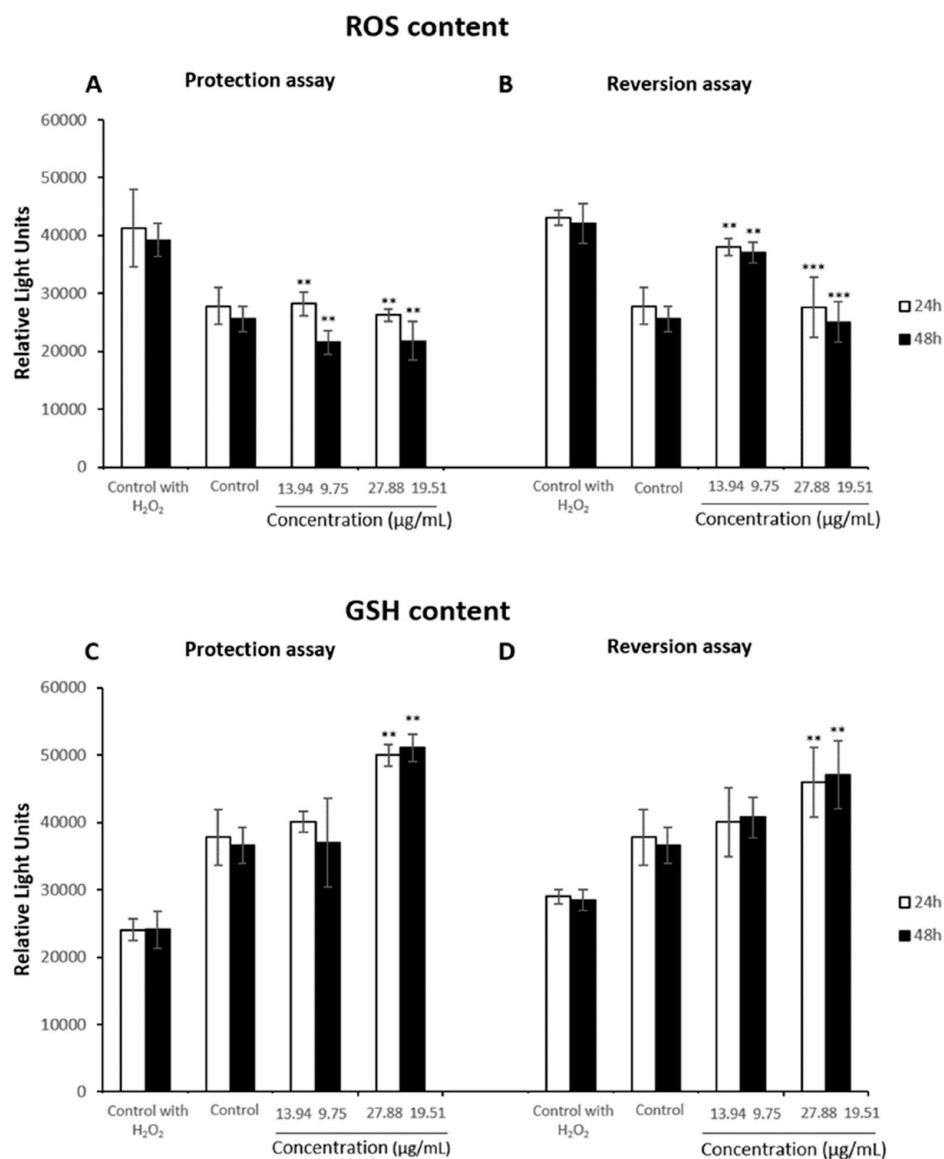 ROS content
A Protection assay
B Reversion assay
Relative Light Units
60000
50000
40000
30000
20000
10000
0
** ** ** **
** ** *** ***
24h
48h
Control with H₂O₂
Control
13.94 9.75
27.88 19.51
Concentration (µg/mL)
Control with H₂O₂
Control
13.94 9.75
27.88 19.51
Concentration (µg/mL)
GSH content
C Protection assay
D Reversion assay
Relative Light Units
60000
50000
40000
30000
20000
10000
0
** **
** **
24h
48h
Control with H₂O₂
Control
13.94 9.75
27.88 19.51
Concentration (µg/mL)
Control with H₂O₂
Control
13.94 9.75
27.88 19.51
Concentration (µg/mL)